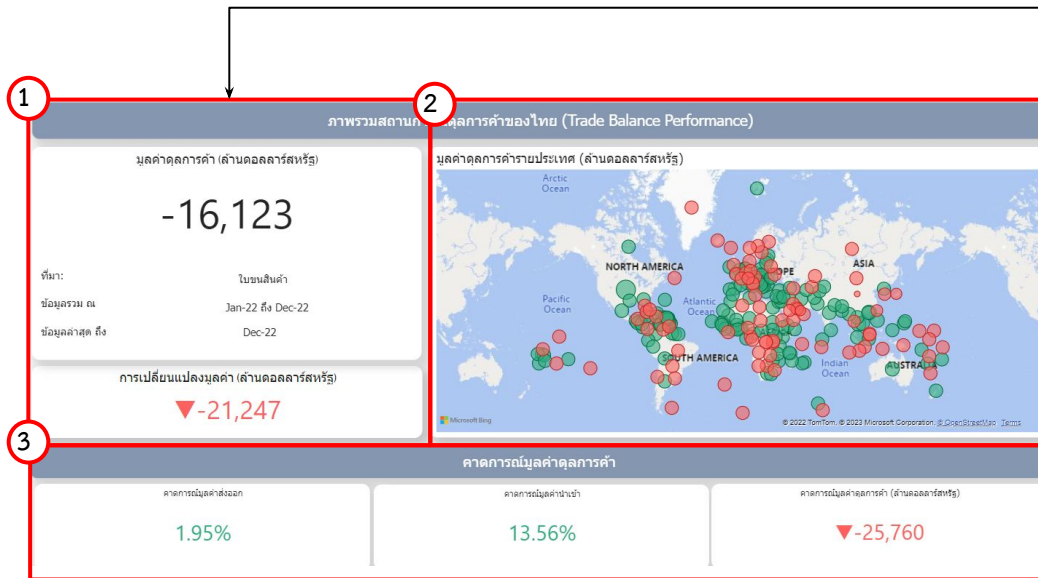 1
2
ภาพรวมสถานก ดุลการค้าของไทย (Trade Balance Performance)
มูลค่าดุลการค้า (ล้านดอลลาร์สหรัฐ)
-16,123
ที่มา: ใบขนสินค้า
ข้อมูลรวม ณ Jan-22 ถึง Dec-22
ข้อมูลล่าสุด ถึง Dec-22
การเปลี่ยนแปลงมูลค่า (ล้านดอลลาร์สหรัฐ)
▼-21,247
มูลค่าดุลการค้ารายประเทศ (ล้านดอลลาร์สหรัฐ)
Arctic
Ocean
NORTH AMERICA
OPE
ASIA
Pacific
Ocean
Atlantic
Ocean
SOUTH AMERICA
Indian
Ocean
AUSTRALIA
Microsoft Bing
© 2022 TomTom, © 2023 Microsoft Corporation, © OpenStreetMap Terms
3
คาดการณ์มูลค่าดุลการค้า
คาดการณ์มูลค่าส่งออก
1.95%
คาดการณ์มูลค่านำเข้า
13.56%
คาดการณ์มูลค่าดุลการค้า (ล้านดอลลาร์สหรัฐ)
▼-25,760